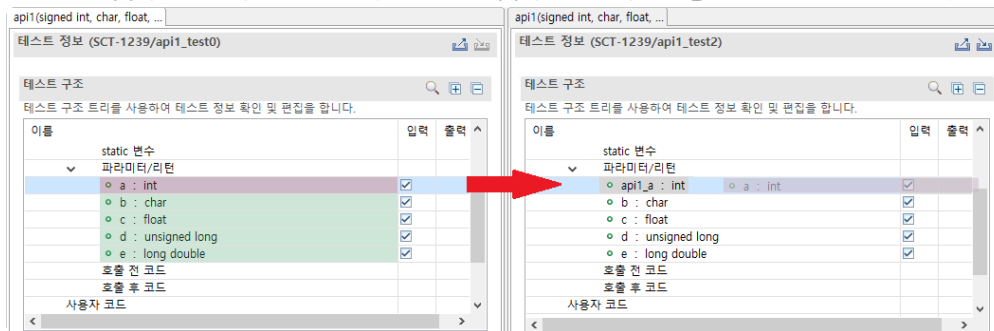 api1(signed int, char, float, ...
테스트 정보 (SCT-1239/api1_test0)
테스트 구조
테스트 구조 트리를 사용하여 테스트 정보 확인 및 편집을 합니다.
이름 입력 출력
static 변수
파라미터/리턴
a : int
b : char
c : float
d : unsigned long
e : long double
호출 전 코드
호출 후 코드
사용자 코드
api1(signed int, char, float, ...
테스트 정보 (SCT-1239/api1_test2)
테스트 구조
테스트 구조 트리를 사용하여 테스트 정보 확인 및 편집을 합니다.
이름 입력 출력
static 변수
파라미터/리턴
api1_a : int a : int
b : char
c : float
d : unsigned long
e : long double
호출 전 코드
호출 후 코드
사용자 코드